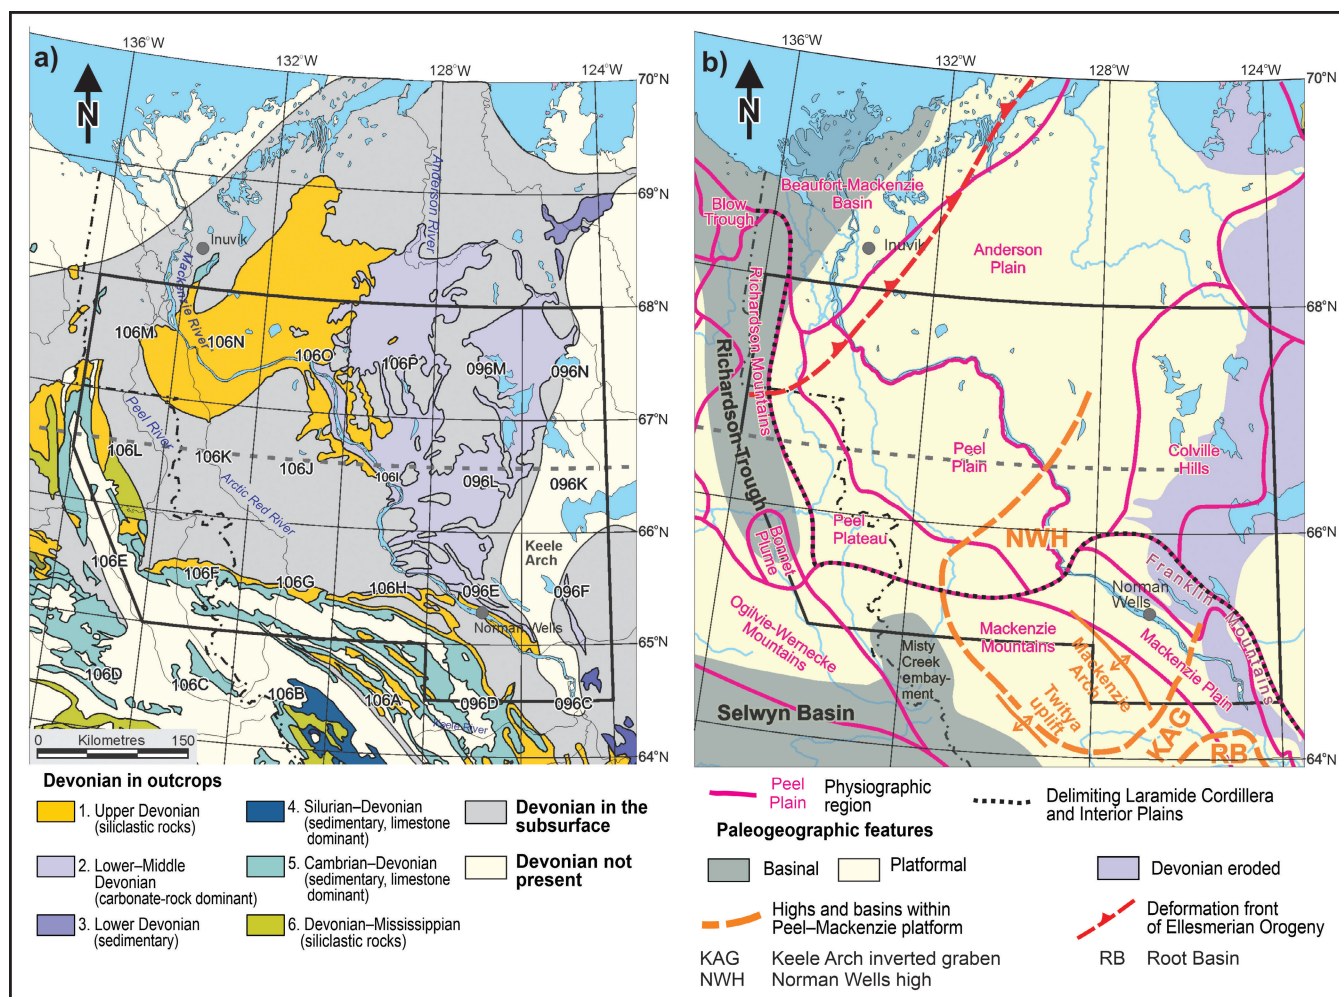 a)
136°W
132°W
128°W
124°W
70°N
N
69°N
Anderson River
Inuvik
Mackenzie River
68°N
106M
106N
106O
106P
096M
096N
67°N
Peel River
106L
106K
106J
106I
096L
096K
Arctic Red River
66°N
Keele
Arch
106E
106F
106G
106H
096E
096F
Norman Wells
65°N
106D
106C
106B
106A
096D
096C
Keele River
0 Kilometres 150
64°N
Devonian in outcrops
1. Upper Devonian
(siliclastic rocks)
2. Lower–Middle
Devonian
(carbonate-rock dominant)
3. Lower Devonian
(sedimentary)
4. Silurian–Devonian
(sedimentary, limestone
dominant)
5. Cambrian–Devonian
(sedimentary, limestone
dominant)
6. Devonian–Mississippian
(siliclastic rocks)
Devonian in the
subsurface
Devonian not
present
b)
136°W
132°W
128°W
124°W
70°N
N
Beaufort-Mackenzie
Basin
69°N
Blow
Trough
Inuvik
Anderson
Plain
68°N
Richardson Mountains
Richardson Trough
67°N
Peel
Plain
Colville
Hills
66°N
Peel
Plateau
Bonnet
Plume
NWH
Franklin Mountains
Norman
Wells
65°N
Ogilvie-Wernecke
Mountains
Misty
Creek
embay-
ment
Mackenzie
Mountains
Mackenzie
Arch
Mackenzie Plain
Twitya
uplift
Selwyn Basin
KAG
RB
64°N
Peel
Plain
Physiographic
region
Delimiting Laramide Cordillera
and Interior Plains
Paleogeographic features
Basinal
Platformal
Devonian eroded
Highs and basins within
Peel–Mackenzie platform
Deformation front
of Ellesmerian Orogeny
KAG Keele Arch inverted graben
RB Root Basin
NWH Norman Wells high